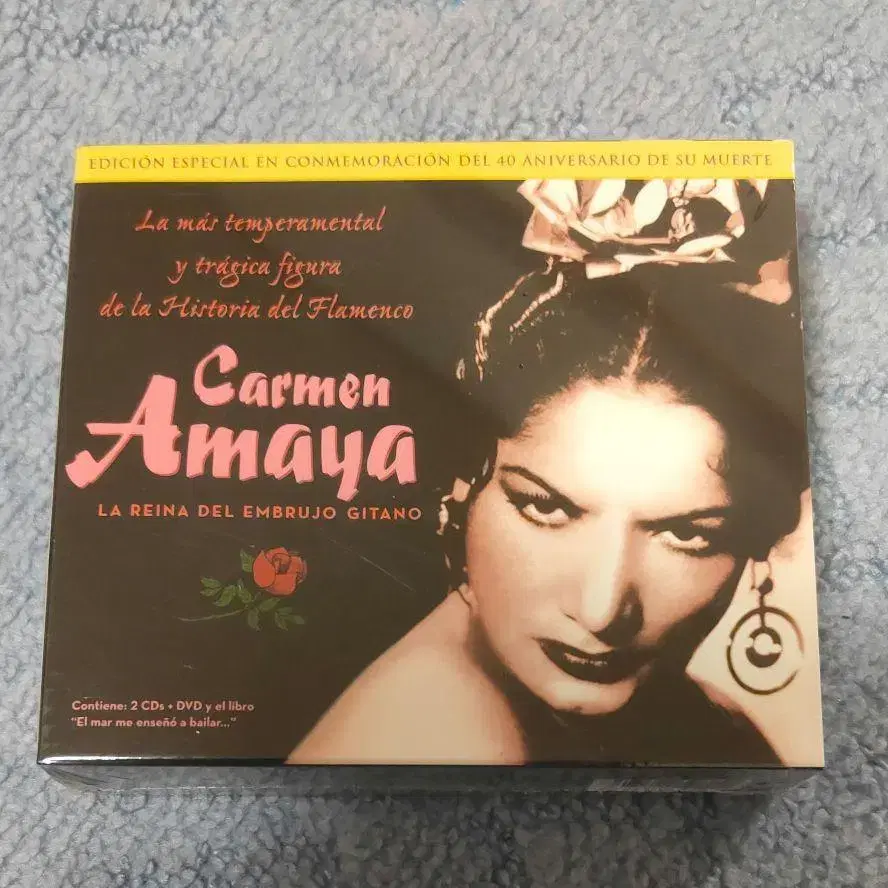 EDICIÓN ESPECIAL EN CONMEMORACIÓN DEL 40 ANIVERSARIO DE SU MUERTE
La más temperamental
y trágica figura
de la Historia del Flamenco
Carmen
Amaya
LA REINA DEL EMBRUJO GITANO
Contiene: 2 CDs + DVD y el libro
"El mar me enseñó a bailar..."